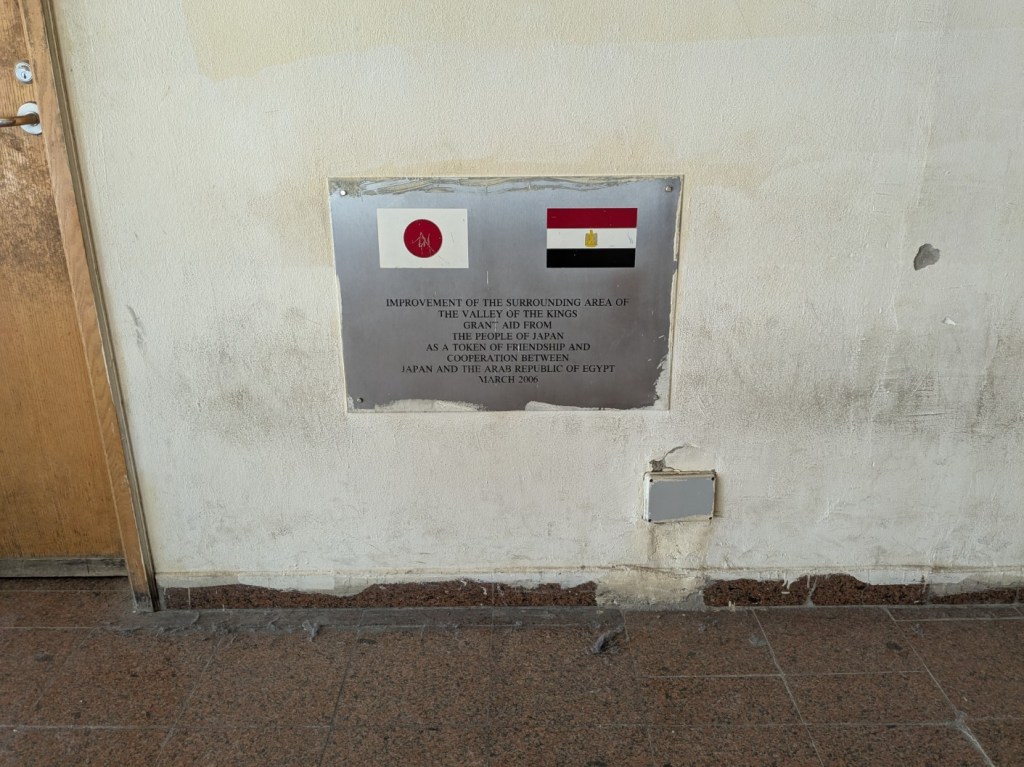 IMPROVEMENT OF THE SURROUNDING AREA OF
THE VALLEY OF THE KINGS
GRANT AID FROM
THE PEOPLE OF JAPAN
AS A TOKEN OF FRIENDSHIP AND
COOPERATION BETWEEN
JAPAN AND THE ARAB REPUBLIC OF EGYPT
MARCH 2006